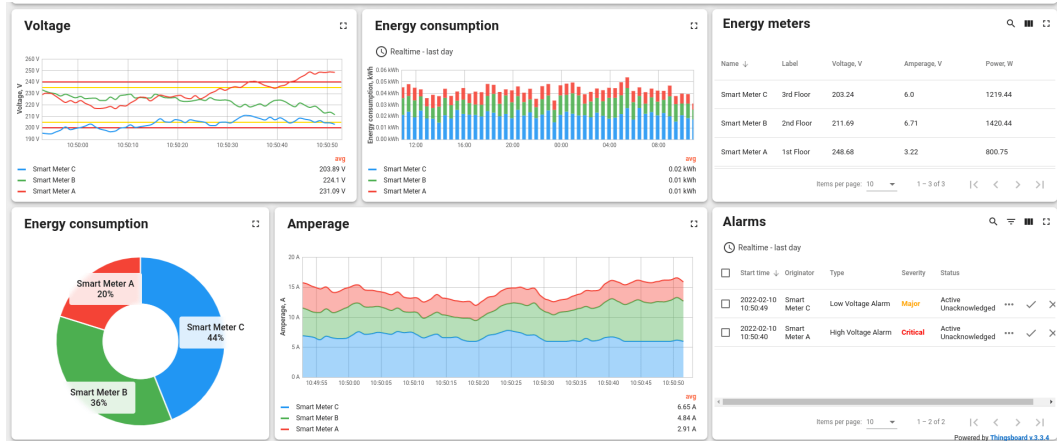 Voltage
260 V
250 V
240 V
230 V
220 V
210 V
200 V
190 V
Voltage, V
10:50:00
10:50:10
10:50:20
10:50:30
10:50:40
10:50:50
avg
Smart Meter C 203.89 V
Smart Meter B 224.1 V
Smart Meter A 231.09 V
Energy consumption
Realtime - last day
0.06 kWh
0.05 kWh
0.04 kWh
0.03 kWh
0.02 kWh
0.01 kWh
0.00 kWh
Energy consumption, kWh
12:00
16:00
20:00
00:00
04:00
08:00
avg
Smart Meter C 0.02 kWh
Smart Meter B 0.01 kWh
Smart Meter A 0.01 kWh
Energy meters
Name Label Voltage, V Amperage, V Power, W
Smart Meter C 3rd Floor 203.24 6.0 1219.44
Smart Meter B 2nd Floor 211.69 6.71 1420.44
Smart Meter A 1st Floor 248.68 3.22 800.75
Items per page: 10 1 – 3 of 3
Energy consumption
Smart Meter A
20%
Smart Meter C
44%
Smart Meter B
36%
Amperage
20 A
15 A
10 A
5 A
0 A
Amperage, A
10:49:55
10:50:00
10:50:05
10:50:10
10:50:15
10:50:20
10:50:25
10:50:30
10:50:35
10:50:40
10:50:45
10:50:50
avg
Smart Meter C 6.65 A
Smart Meter B 4.84 A
Smart Meter A 2.91 A
Alarms
Realtime - last day
Start time Originator Type Severity Status
2022-02-10
10:50:49
Smart
Meter C
Low Voltage Alarm
Major
Active
Unacknowledged
2022-02-10
10:50:40
Smart
Meter A
High Voltage Alarm
Critical
Active
Unacknowledged
Items per page: 10 1 – 2 of 2
Powered by Thingsboard v.3.3.4